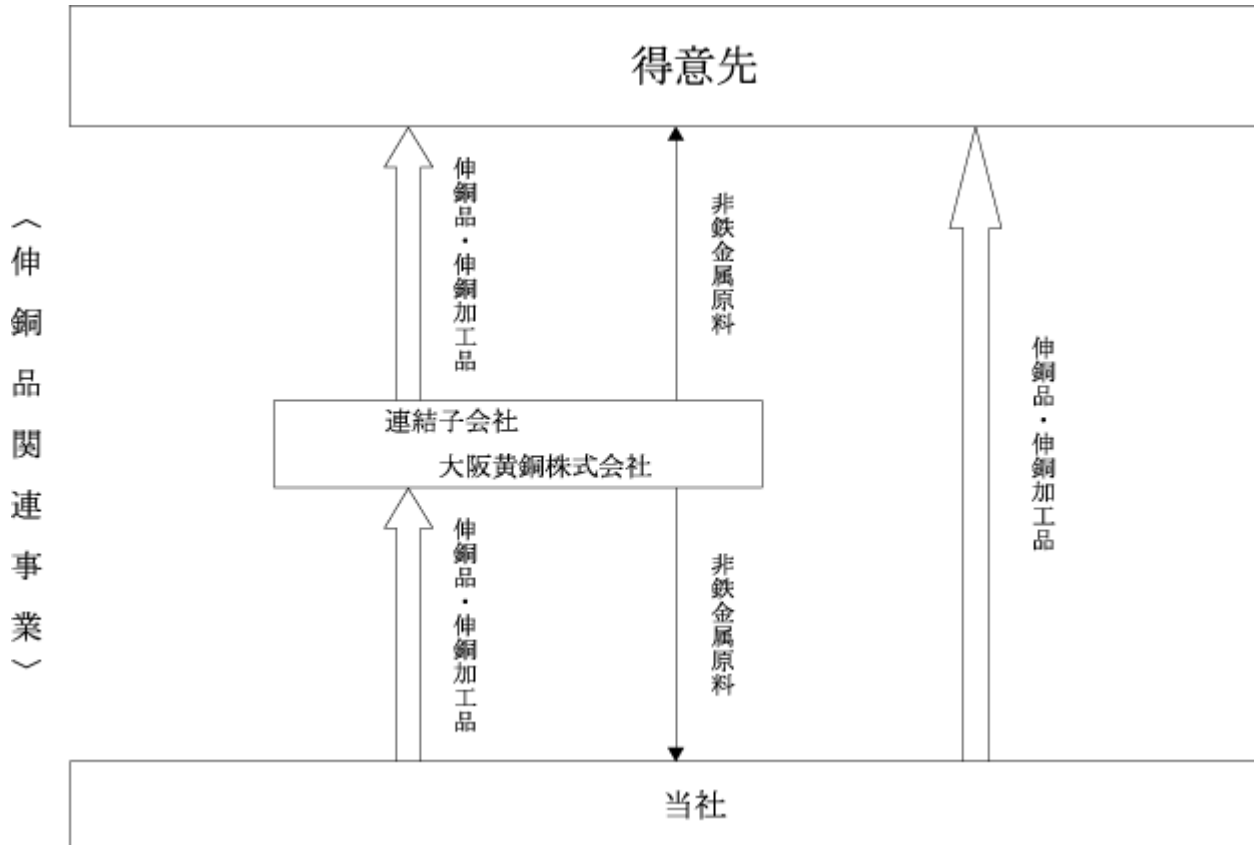 得意先
〈伸銅品関連事業〉
伸銅品・伸銅加工品
非鉄金属原料
伸銅品・伸銅加工品
連結子会社
大阪黄銅株式会社
伸銅品・伸銅加工品
非鉄金属原料
当社